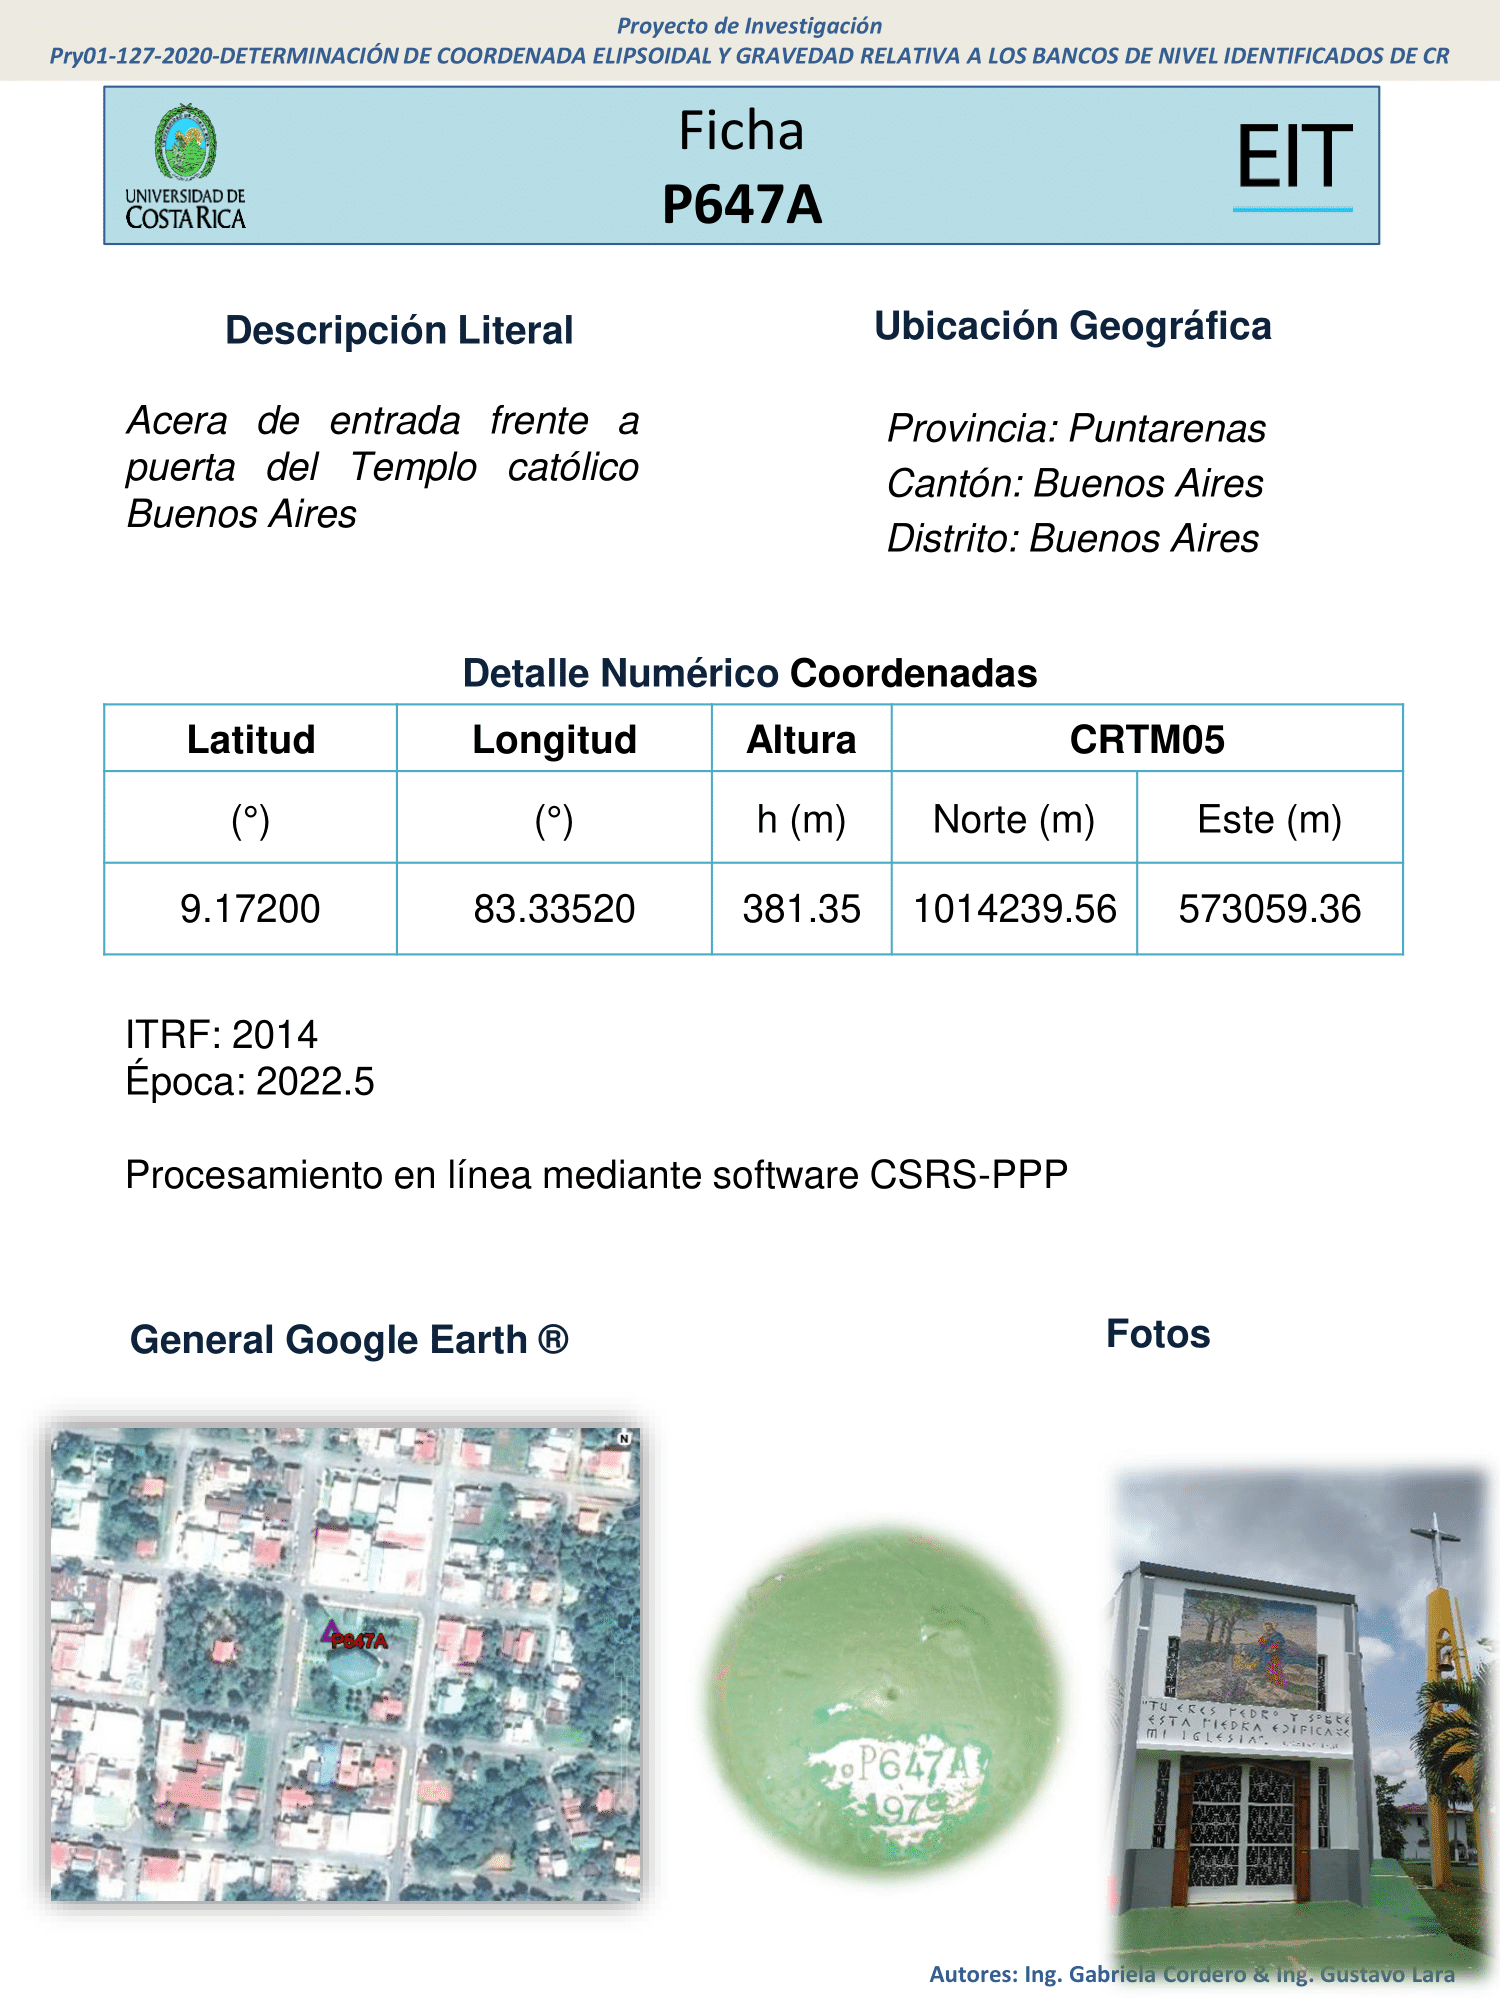 Proyecto de Investigación
Pry01-127-2020-DETERMINACIÓN DE COORDENADA ELIPSOIDAL Y GRAVEDAD RELATIVA A LOS BANCOS DE NIVEL IDENTIFICADOS DE CR
UNIVERSIDAD DE
COSTA RICA
Ficha
P647A
EIT
Descripción Literal
Acera de entrada frente a
puerta del Templo católico
Buenos Aires
Ubicación Geográfica
Provincia: Puntarenas
Cantón: Buenos Aires
Distrito: Buenos Aires
Detalle Numérico Coordenadas
Latitud Longitud Altura CRTM05
(°) (°) h (m) Norte (m) Este (m)
9.17200 83.33520 381.35 1014239.56 573059.36
ITRF: 2014
Época: 2022.5
Procesamiento en línea mediante software CSRS-PPP
General Google Earth ®
Fotos
N
P647A
P647A
1979
"TU ERES PEDRO Y SOBRE
ESTA PIEDRA EDIFICARE
MI IGLESIA".
Autores: Ing. Gabriela Cordero & Ing. Gustavo Lara